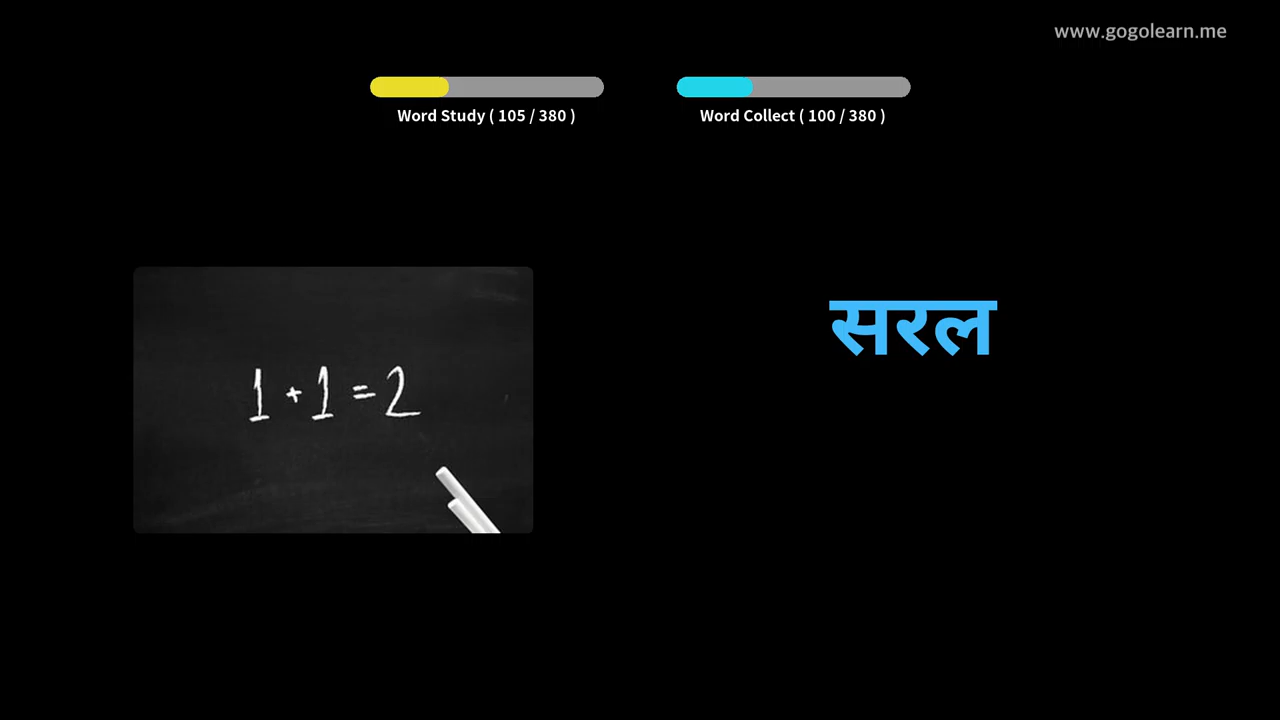 www.gogolearn.me
Word Study ( 105 / 380 )
Word Collect ( 100 / 380 )
सरल
1 + 1 = 2